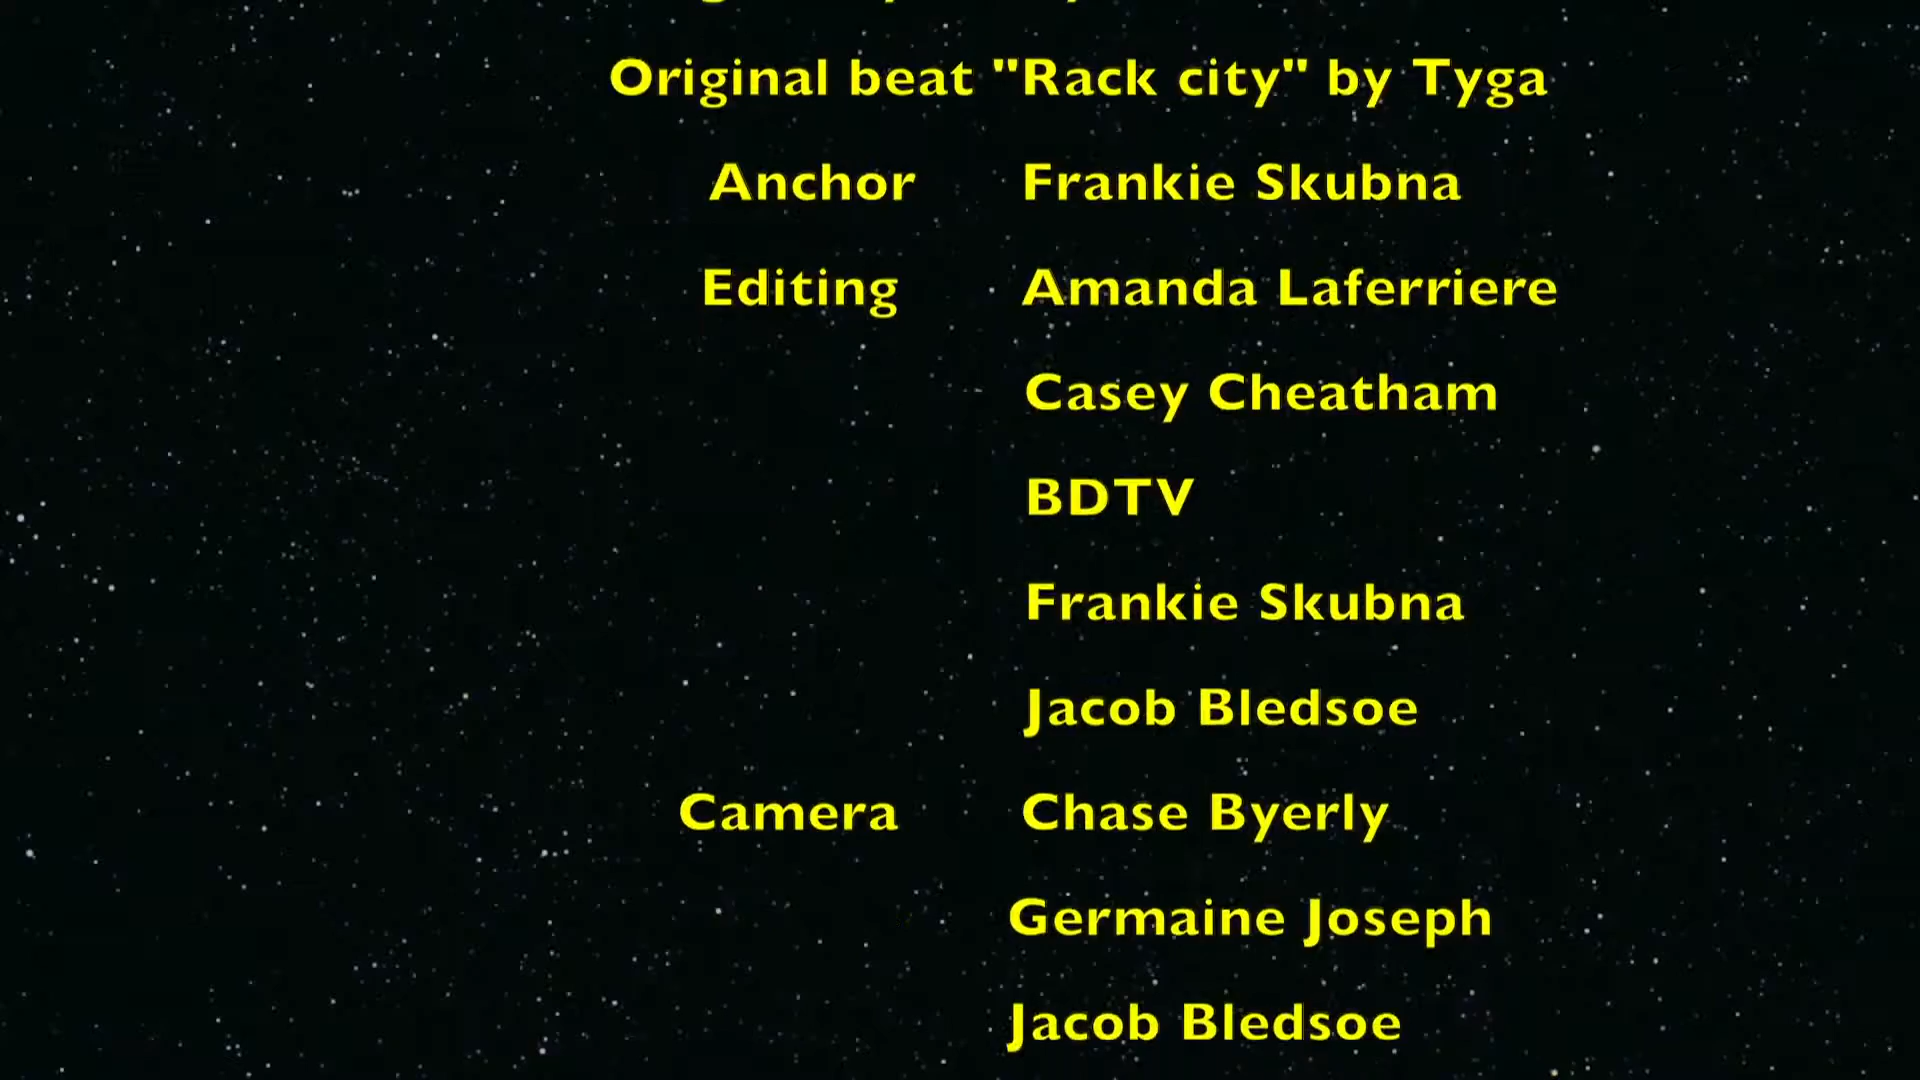 Original beat "Rack city" by Tyga
Anchor Frankie Skubna
Editing Amanda Laferriere
Casey Cheatham
BDTV
Frankie Skubna
Jacob Bledsoe
Camera Chase Byerly
Germaine Joseph
Jacob Bledsoe